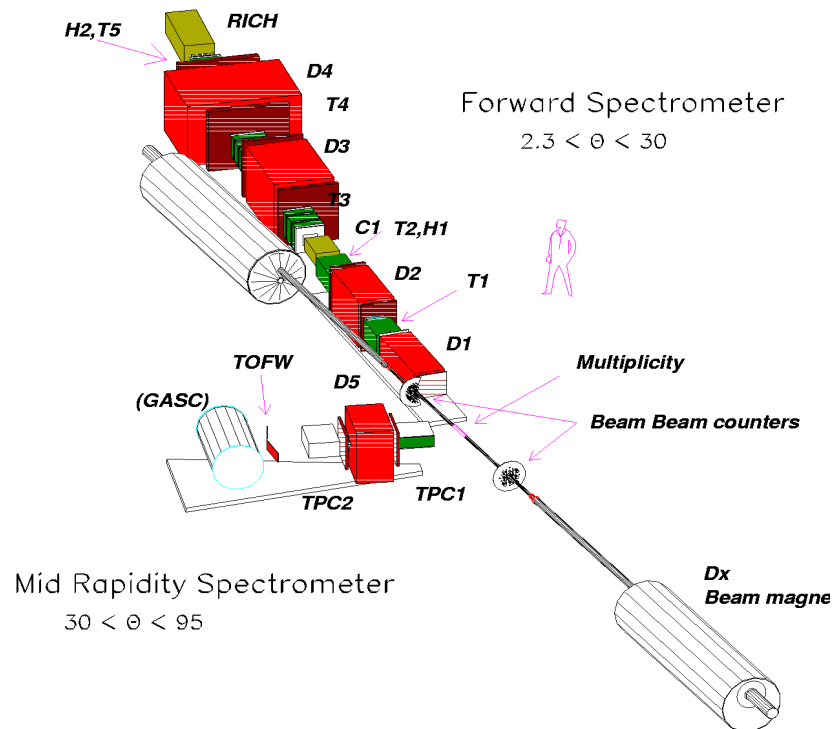 RICH
H2,T5
D4
T4
Forward Spectrometer
2.3 < Θ < 30
D3
T3
C1 T2,H1
D2
T1
D1
TOFW
Multiplicity
D5
(GASC)
Beam Beam counters
TPC2
TPC1
Mid Rapidity Spectrometer
30 < Θ < 95
Dx
Beam magne